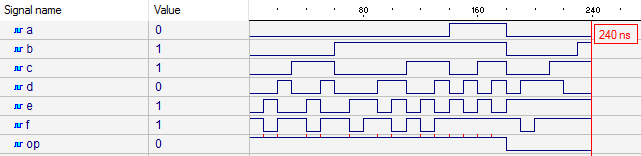 Signal name Value 80 160 240
a 0 240 ns
b 1
c 1
d 0
e 1
f 1
op 0